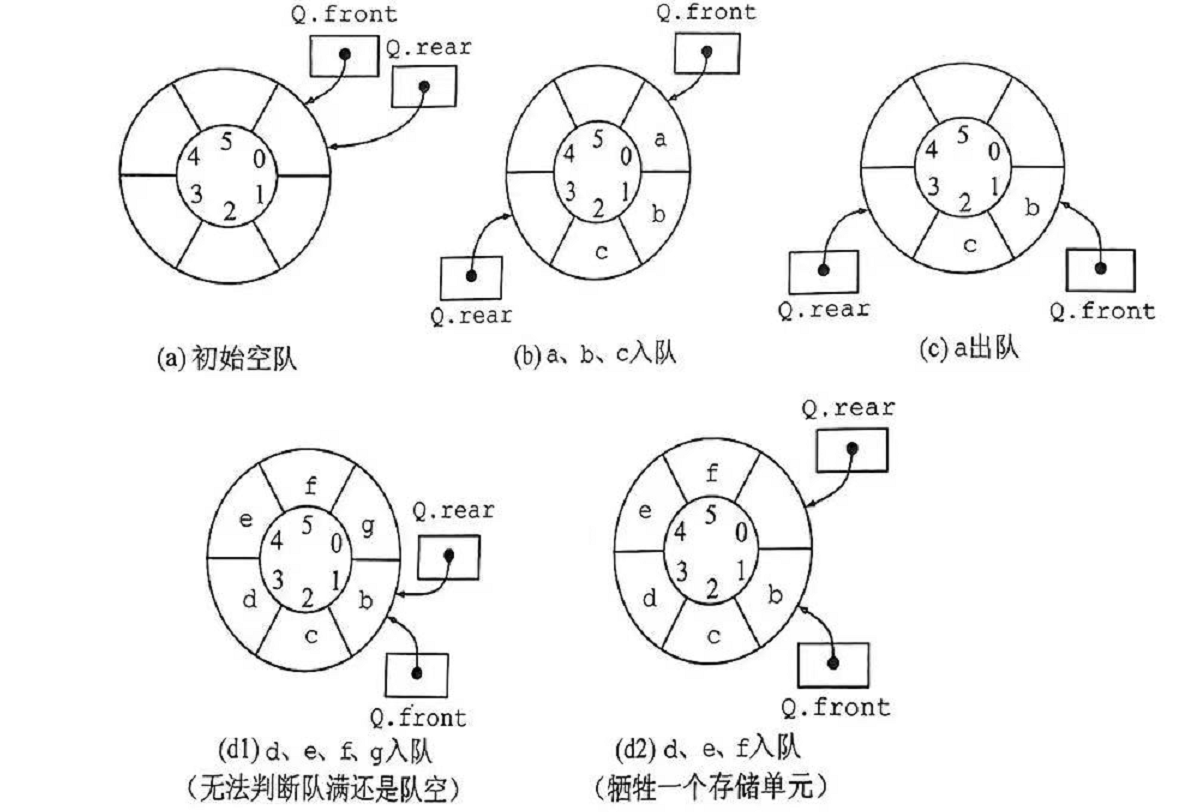 Q.front
Q.rear
5
4 0
3 1
2
(a) 初始空队
Q.front
5
4 0 a
3 1 b
2
c
Q.rear
(b) a、b、c入队
5
4 0
3 1 b
2
c
Q.rear
Q.front
(c) a出队
f
e 5 g
4 0
3 1
d 2 b
c
Q.rear
Q.front
(d1) d、e、f、g入队
（无法判断队满还是队空）
Q.rear
f
e 5
4 0
3 1
d 2 b
c
Q.front
(d2) d、e、f入队
（牺牲一个存储单元）